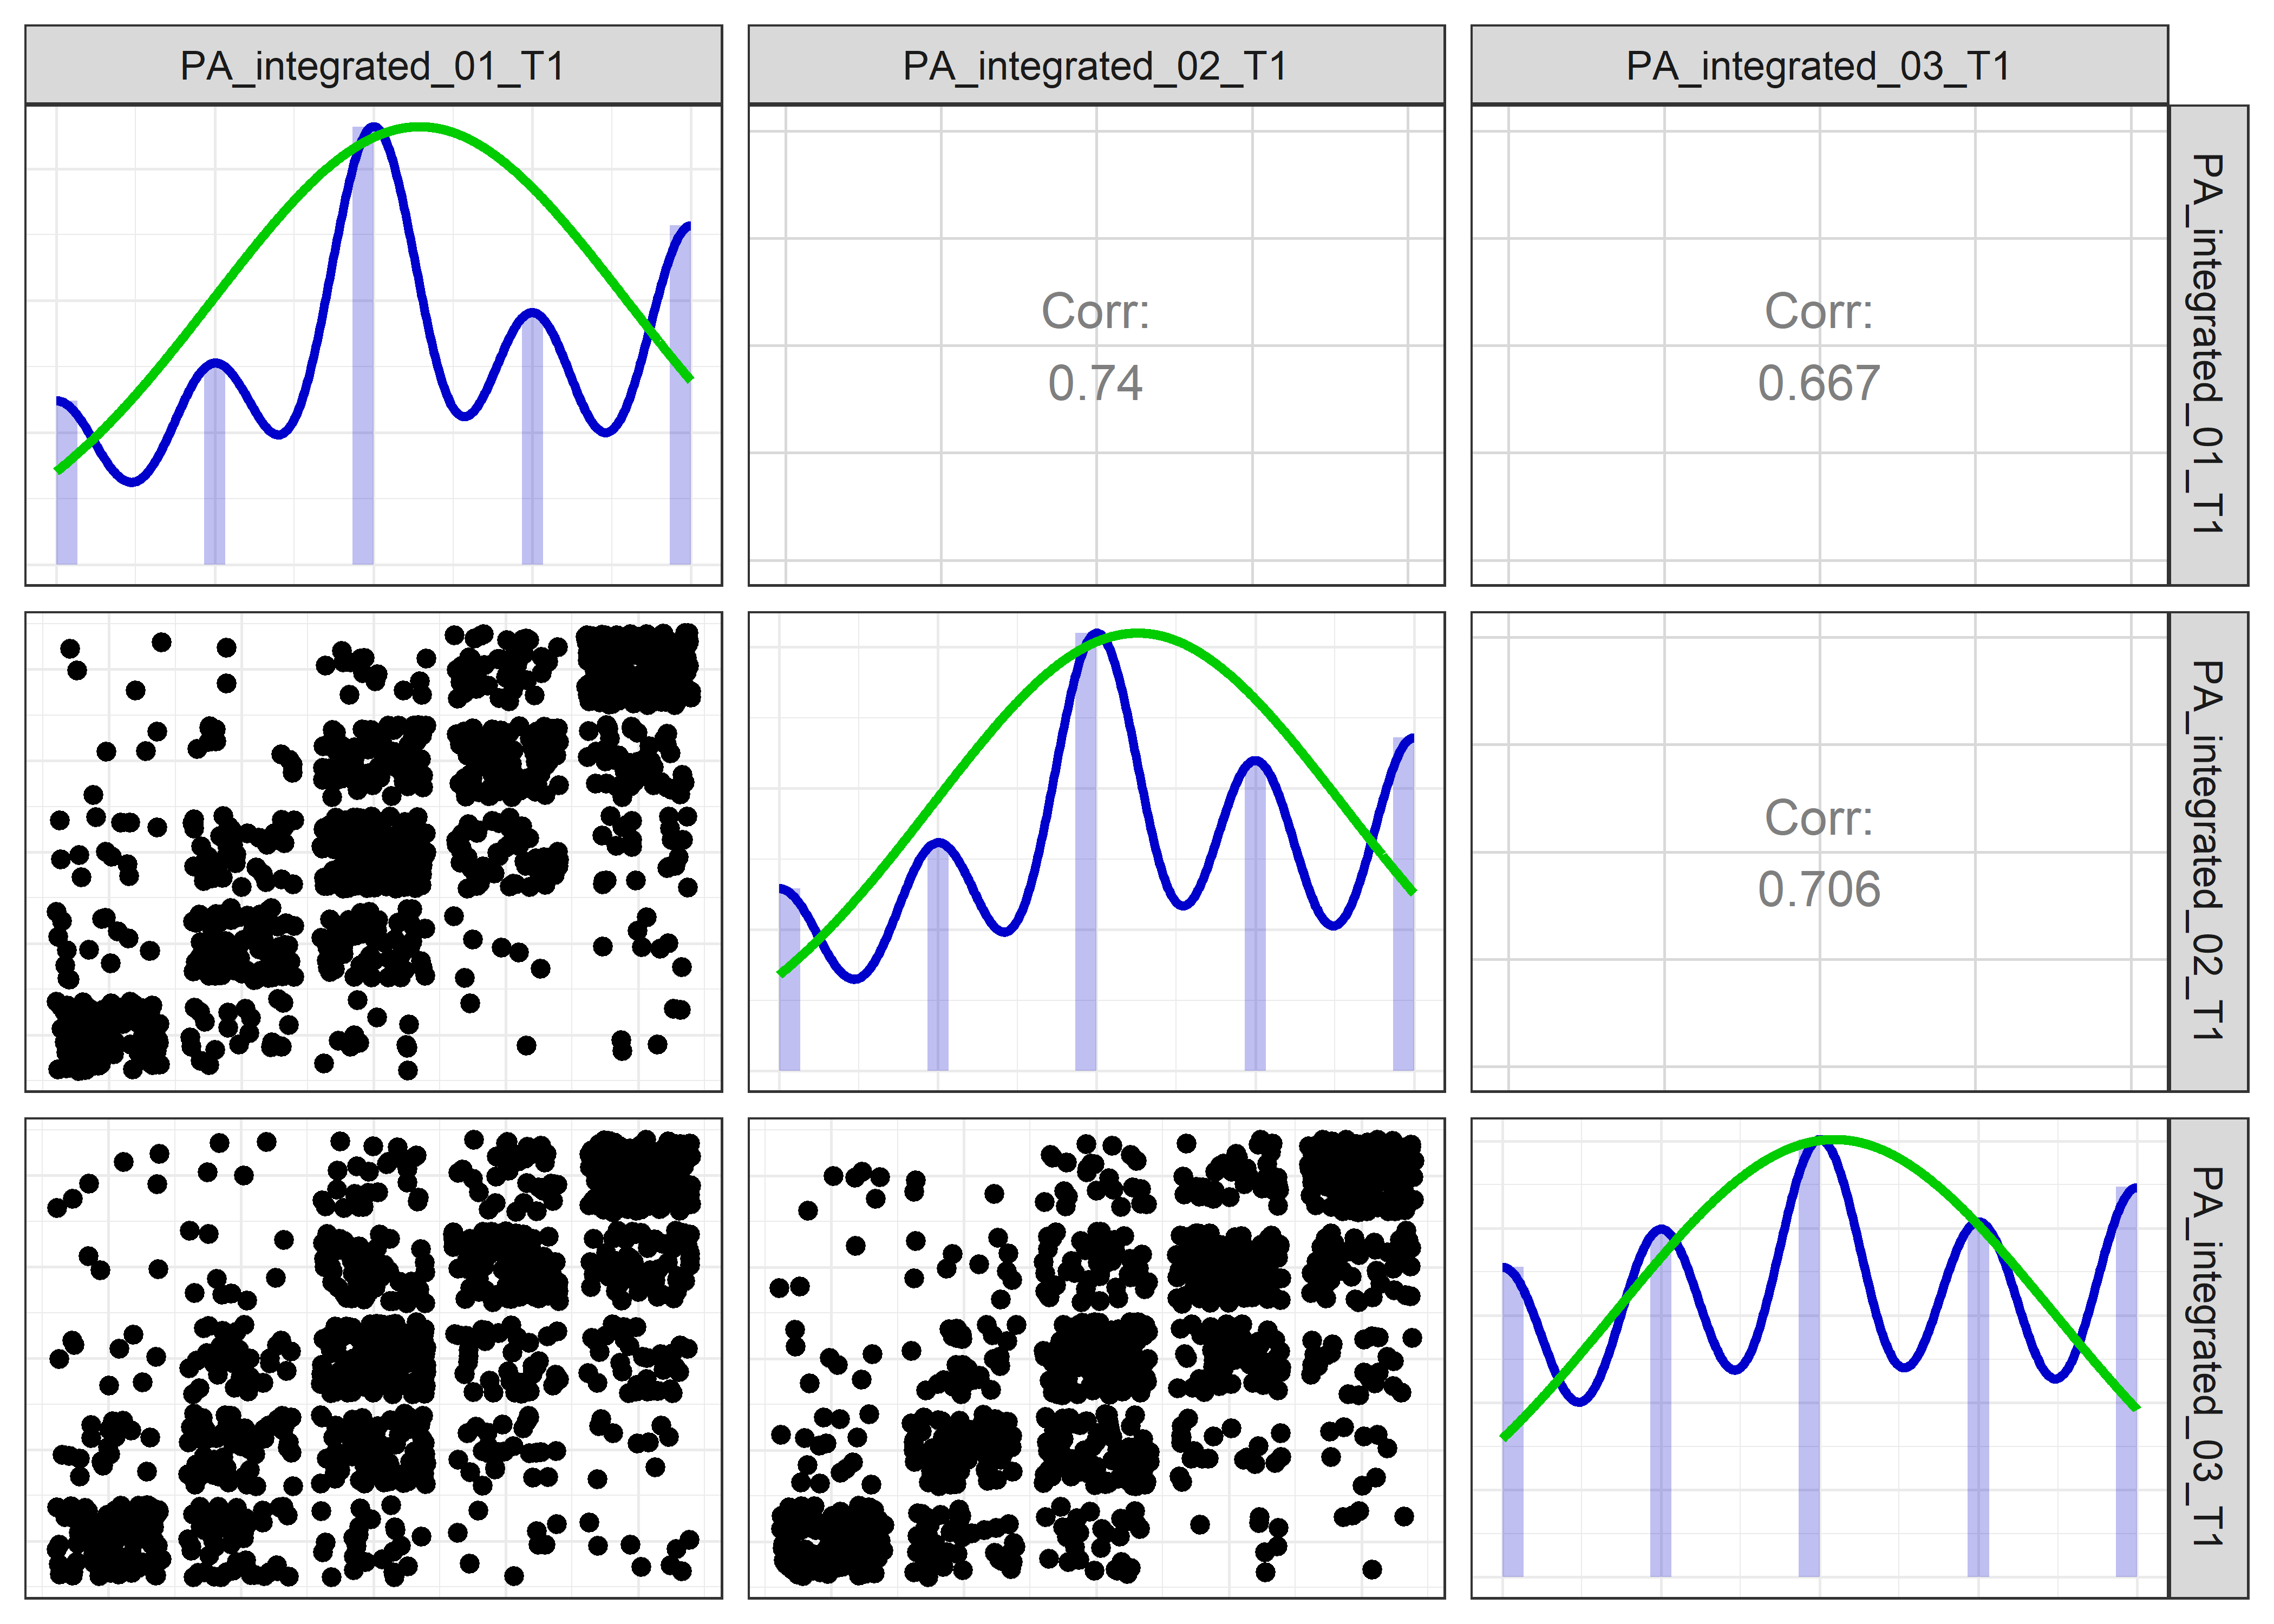 PA_integrated_01_T1
PA_integrated_02_T1
PA_integrated_03_T1
Corr:
0.74
Corr:
0.667
PA_integrated_01_T1
Corr:
0.706
PA_integrated_02_T1
PA_integrated_03_T1